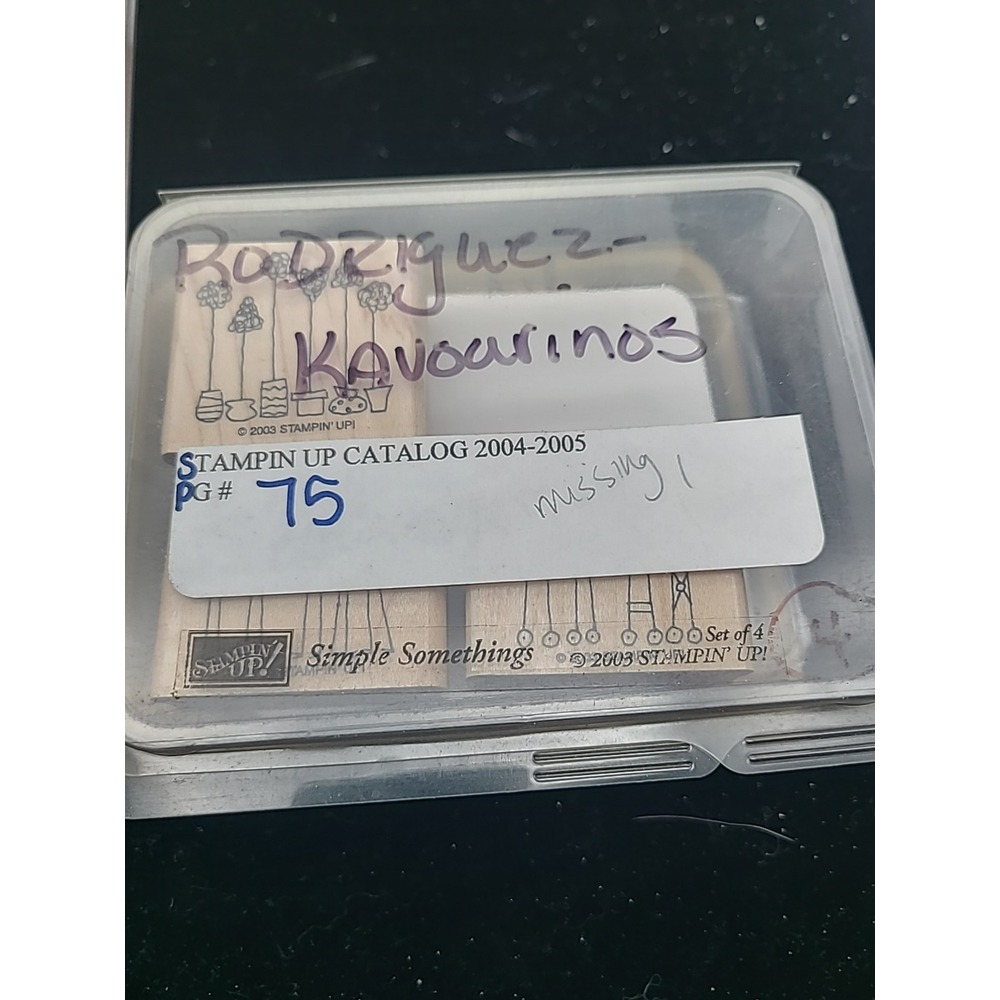 RODRIguez-
KAvourinos
© 2003 STAMPIN' UP!
STAMPIN UP CATALOG 2004-2005
PG # 75
missing 1
STAMPIN' UP!
Simple Somethings
Set of 4
© 2003 STAMPIN' UP!